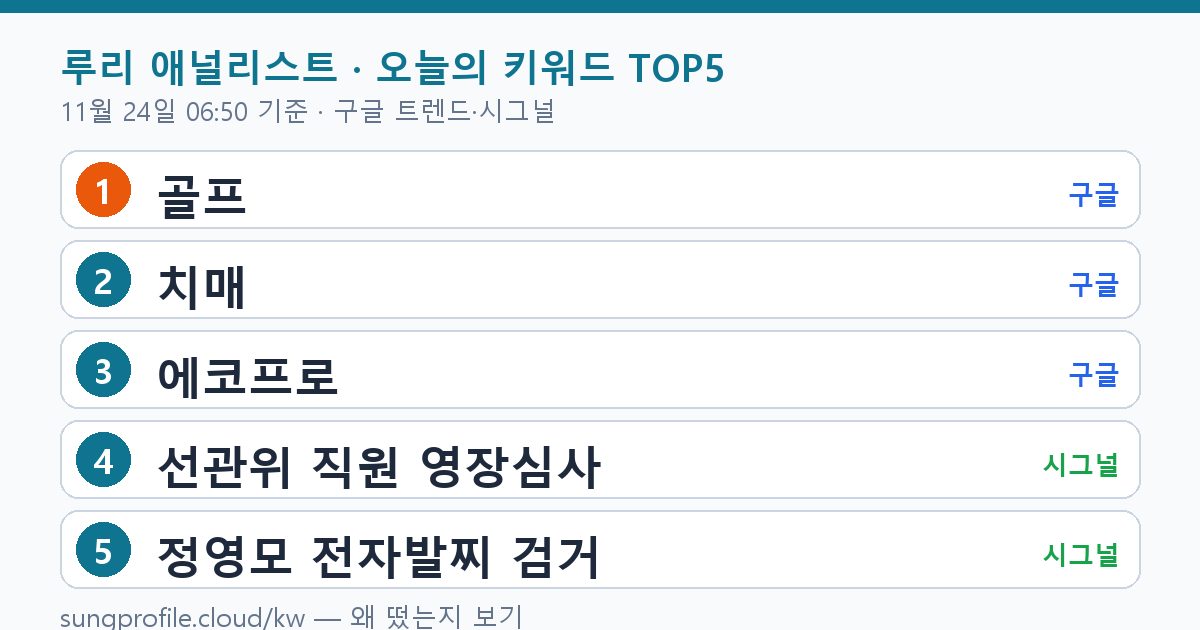 루리 애널리스트 · 오늘의 키워드 TOP5
11월 24일 06:50 기준 · 구글 트렌드·시그널
1 골프 구글
2 치매 구글
3 에코프로 구글
4 선관위 직원 영장심사 시그널
5 정영모 전자발찌 검거 시그널
sungprofile.cloud/kw — 왜 떴는지 보기